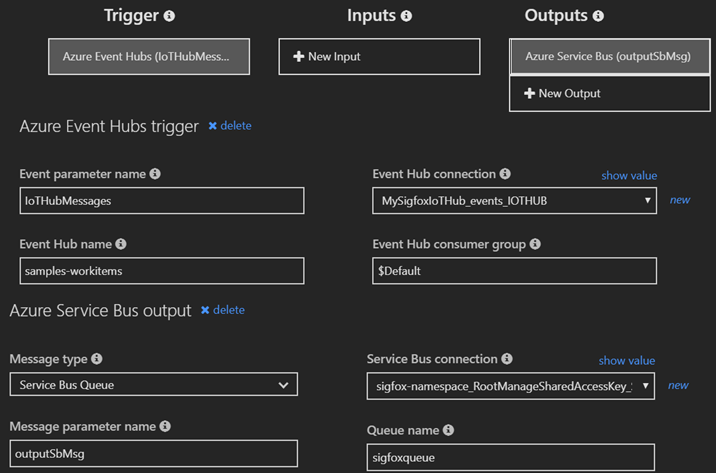 Trigger Inputs Outputs
Azure Event Hubs (IoTHubMess... New Input Azure Service Bus (outputSbMsg)
New Output
Azure Event Hubs trigger delete
Event parameter name Event Hub connection show value
IoTHubMessages MySigfoxIoTHub_events_IOTHUB new
Event Hub name Event Hub consumer group
samples-workitems $Default
Azure Service Bus output delete
Message type Service Bus connection show value
Service Bus Queue sigfox-namespace_RootManageSharedAccessKey_ new
Message parameter name Queue name
outputSbMsg sigfoxqueue